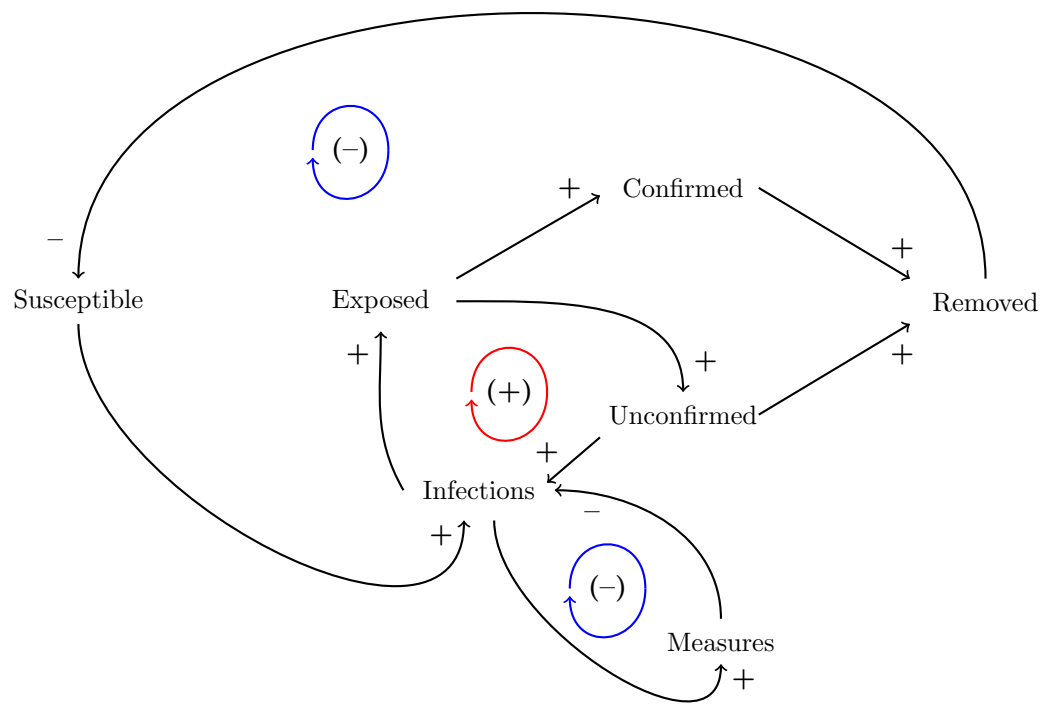 (–)
+
Confirmed
–
+
Susceptible
Exposed
Removed
+
+
+
(+)
Unconfirmed
+
Infections
–
+
(–)
Measures
+